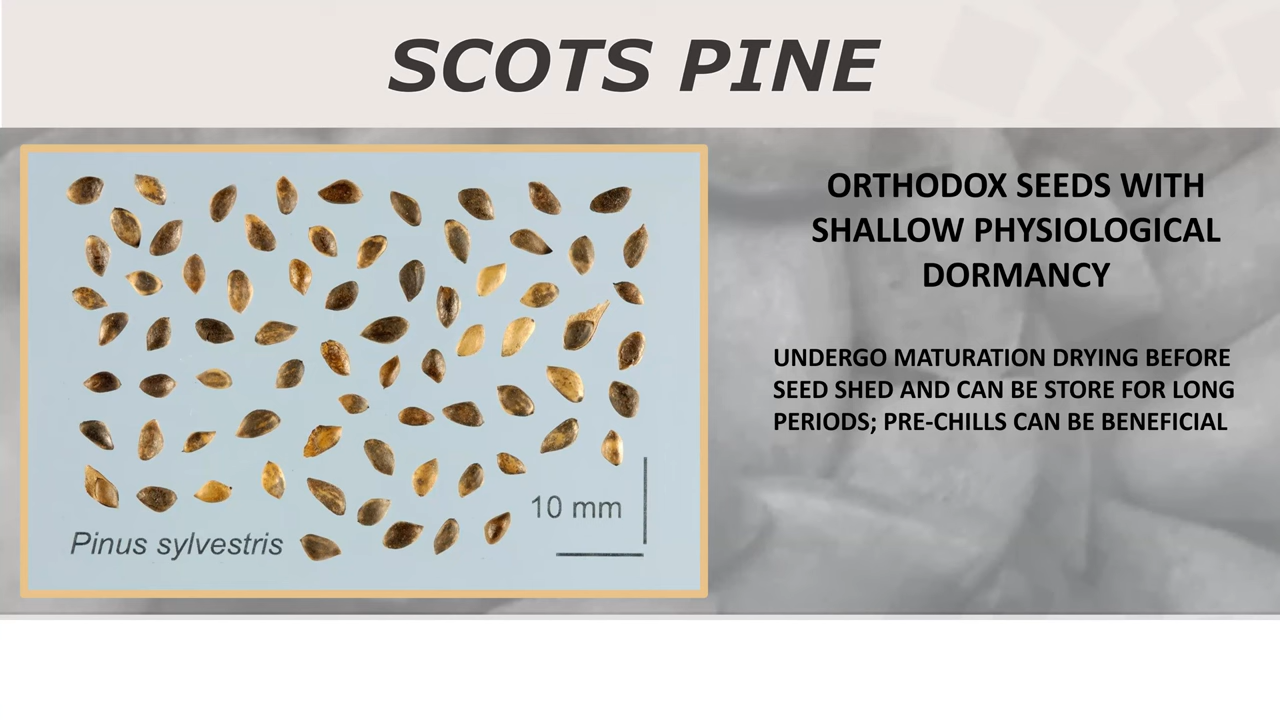 SCOTS PINE
ORTHODOX SEEDS WITH
SHALLOW PHYSIOLOGICAL
DORMANCY
UNDERGO MATURATION DRYING BEFORE
SEED SHED AND CAN BE STORE FOR LONG
PERIODS; PRE-CHILLS CAN BE BENEFICIAL
10 mm
Pinus sylvestris